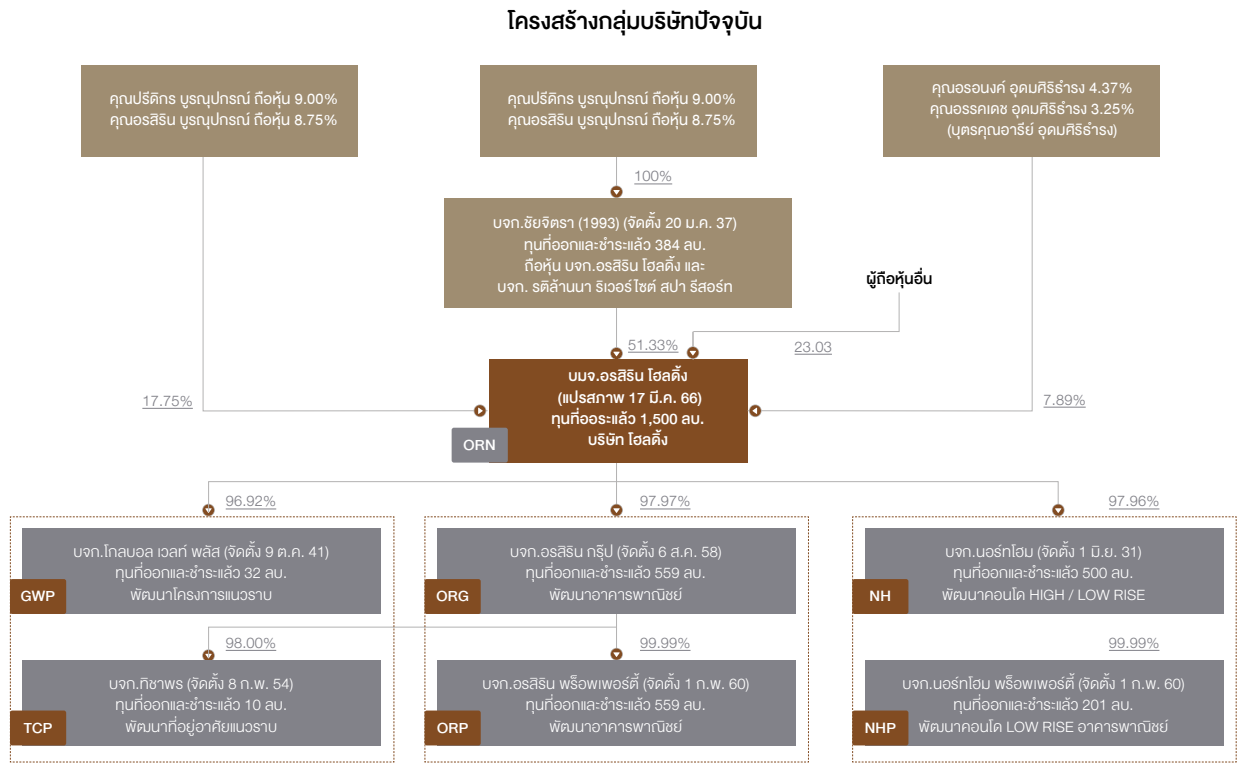 โครงสร้างกลุ่มบริษัทปัจจุบัน
คุณปรีดิกร บูรณุปกรณ์ ถือหุ้น 9.00%
คุณอรสิริน บูรณุปกรณ์ ถือหุ้น 8.75%
คุณปรีดิกร บูรณุปกรณ์ ถือหุ้น 9.00%
คุณอรสิริน บูรณุปกรณ์ ถือหุ้น 8.75%
คุณอรอนงค์ อุดมศิริธำรง 4.37%
คุณอรรคเดช อุดมศิริธำรง 3.25%
(บุตรคุณอารีย์ อุดมศิริธำรง)
100%
บจก.ชัยจิตรา (1993) (จัดตั้ง 20 ม.ค. 37)
ทุนที่ออกและชำระแล้ว 384 ลบ.
ถือหุ้น บจก.อรสิริน โฮลดิ้ง และ
บจก. รติล้านนา ริเวอร์ไซต์ สปา รีสอร์ท
ผู้ถือหุ้นอื่น
51.33%
23.03
17.75%
บมจ.อรสิริน โฮลดิ้ง
(แปรสภาพ 17 มี.ค. 66)
ทุนที่ออระแล้ว 1,500 ลบ.
บริษัท โฮลดิ้ง
ORN
7.89%
96.92%
97.97%
97.96%
บจก.โกลบอล เวลท์ พลัส (จัดตั้ง 9 ต.ค. 41)
ทุนที่ออกและชำระแล้ว 32 ลบ.
พัฒนาโครงการแนวราบ
GWP
บจก.อรสิริน กรุ๊ป (จัดตั้ง 6 ส.ค. 58)
ทุนที่ออกและชำระแล้ว 559 ลบ.
พัฒนาอาคารพาณิชย์
ORG
บจก.นอร์ทโฮม (จัดตั้ง 1 มิ.ย. 31)
ทุนที่ออกและชำระแล้ว 500 ลบ.
พัฒนาคอนโด HIGH / LOW RISE
NH
98.00%
99.99%
99.99%
บจก.ทิชาพร (จัดตั้ง 8 ก.พ. 54)
ทุนที่ออกและชำระแล้ว 10 ลบ.
พัฒนาที่อยู่อาศัยแนวราบ
TCP
บจก.อรสิริน พร็อพเพอร์ตี้ (จัดตั้ง 1 ก.พ. 60)
ทุนที่ออกและชำระแล้ว 559 ลบ.
พัฒนาอาคารพาณิชย์
ORP
บจก.นอร์ทโฮม พร็อพเพอร์ตี้ (จัดตั้ง 1 ก.พ. 60)
ทุนที่ออกและชำระแล้ว 201 ลบ.
พัฒนาคอนโด LOW RISE อาคารพาณิชย์
NHP